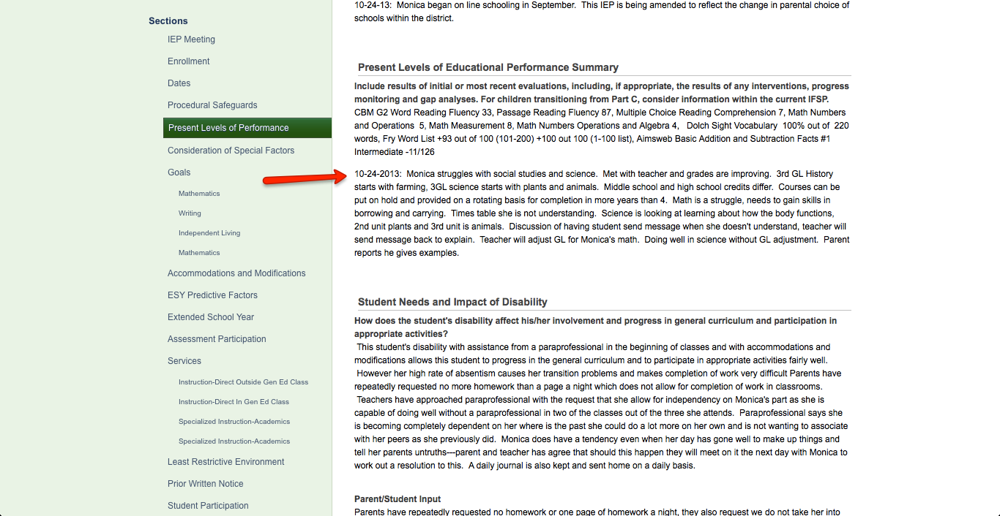 Sections
IEP Meeting
Enrollment
Dates
Procedural Safeguards
Present Levels of Performance
Consideration of Special Factors
Goals
Mathematics
Writing
Independent Living
Mathematics
Accommodations and Modifications
ESY Predictive Factors
Extended School Year
Assessment Participation
Services
Instruction-Direct Outside Gen Ed Class
Instruction-Direct In Gen Ed Class
Specialized Instruction-Academics
Specialized Instruction-Academics
Least Restrictive Environment
Prior Written Notice
Student Participation
10-24-13:  Monica began on line schooling in September.  This IEP is being amended to reflect the change in parental choice of
schools within the district.
Present Levels of Educational Performance Summary
Include results of initial or most recent evaluations, including, if appropriate, the results of any interventions, progress
monitoring and gap analyses. For children transitioning from Part C, consider information within the current IFSP.
CBM G2 Word Reading Fluency 33, Passage Reading Fluency 87, Multiple Choice Reading Comprehension 7, Math Numbers
and Operations  5, Math Measurement 8, Math Numbers Operations and Algebra 4,   Dolch Sight Vocabulary  100% out of  220
words, Fry Word List +93 out of 100 (101-200) +100 out 100 (1-100 list), Aimsweb Basic Addition and Subtraction Facts #1
Intermediate -11/126
10-24-2013:  Monica struggles with social studies and science.  Met with teacher and grades are improving.  3rd GL History
starts with farming, 3GL science starts with plants and animals.  Middle school and high school credits differ.  Courses can be
put on hold and provided on a rotating basis for completion in more years than 4.  Math is a struggle, needs to gain skills in
borrowing and carrying.  Times table she is not understanding.  Science is looking at learning about how the body functions,
2nd unit plants and 3rd unit is animals.  Discussion of having student send message when she doesn't understand, teacher will
send message back to explain.  Teacher will adjust GL for Monica's math.  Doing well in science without GL adjustment.  Parent
reports he gives examples.
Student Needs and Impact of Disability
How does the student's disability affect his/her involvement and progress in general curriculum and participation in
appropriate activities?
This student's disability with assistance from a paraprofessional in the beginning of classes and with accommodations and
modifications allows this student to progress in the general curriculum and to participate in appropriate activities fairly well.
However her high rate of absentism causes her transition problems and makes completion of work very difficult Parents have
repeatedly requested no more homework than a page a night which does not allow for completion of work in classrooms.
Teachers have approached paraprofessional with the request that she allow for independency on Monica's part as she is
capable of doing well without a paraprofessional in two of the classes out of the three she attends.  Paraprofessional says she
is becoming completely dependent on her where is the past she could do a lot more on her own and is not wanting to associate
with her peers as she previously did.  Monica does have a tendency even when her day has gone well to make up things and
tell her parents untruths---parent and teacher has agree that should this happen they will meet on it the next day with Monica to
work out a resolution to this.  A daily journal is also kept and sent home on a daily basis.
Parent/Student Input
Parents have repeatedly requested no homework or one page of homework a night, they also request we do not take her into